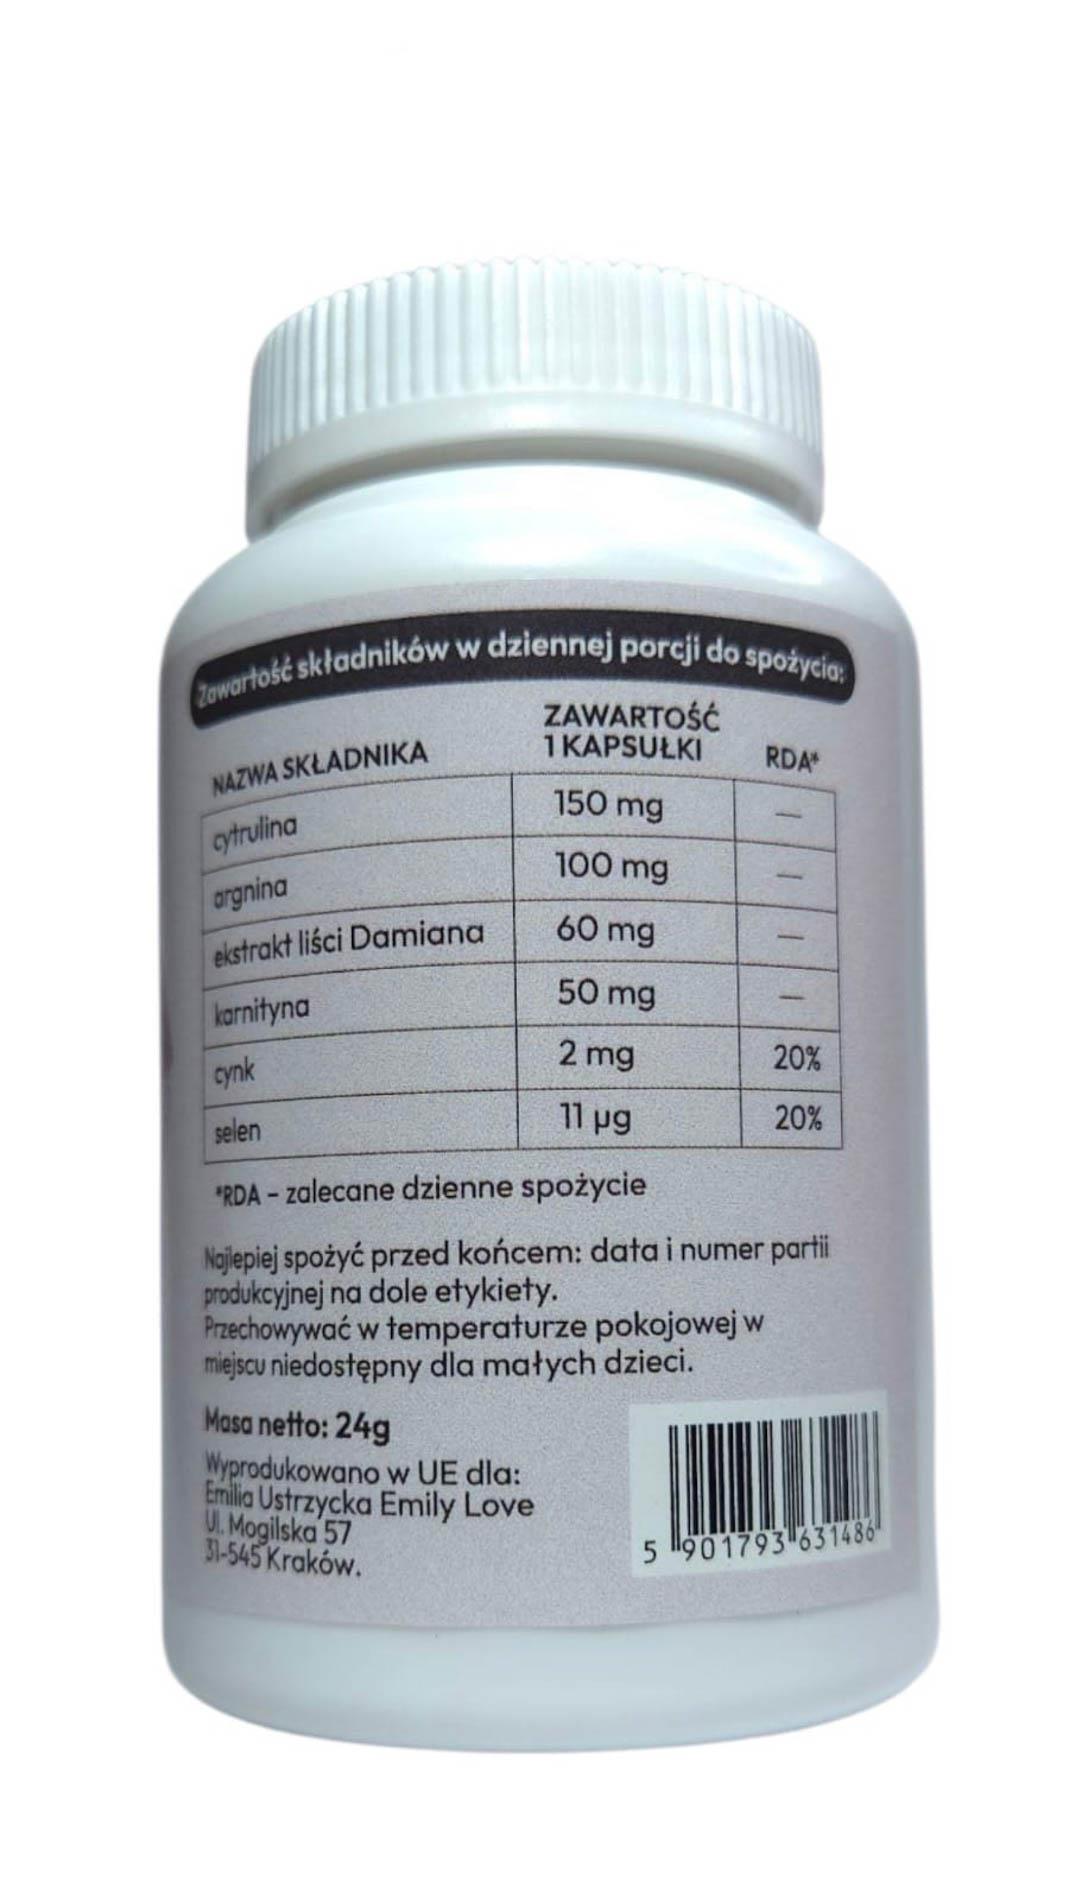 Zawartość składników w dziennej porcji do spożycia:
NAZWA SKŁADNIKA ZAWARTOŚĆ 1 KAPSUŁKI RDA*
cytrulina 150 mg —
argnina 100 mg —
ekstrakt liści Damiana 60 mg —
karnityna 50 mg —
cynk 2 mg 20%
selen 11 µg 20%
*RDA – zalecane dzienne spożycie
Najlepiej spożyć przed końcem: data i numer partii
produkcyjnej na dole etykiety.
Przechowywać w temperaturze pokojowej w
miejscu niedostępny dla małych dzieci.
Masa netto: 24g
Wyprodukowano w UE dla:
Emilia Ustrzycka Emily Love
Ul. Mogilska 57
31-545 Kraków.
5 901793 631486